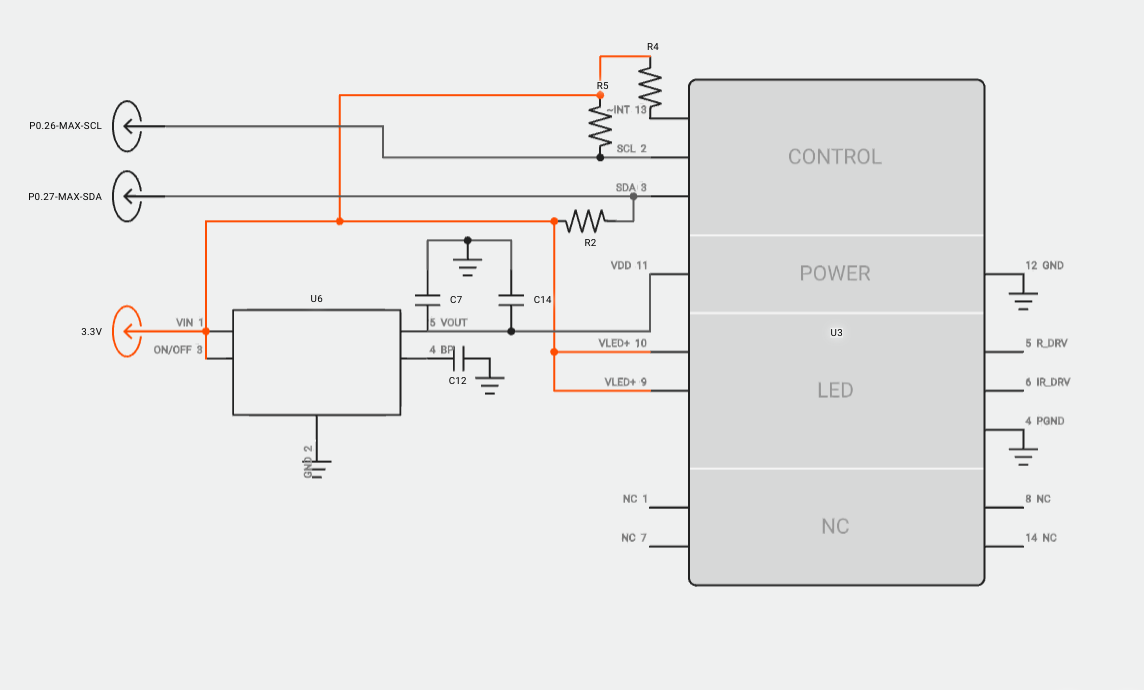 R4
R5
~INT 13
P0.26-MAX-SCL
SCL 2
CONTROL
SDA 3
P0.27-MAX-SDA
R2
VDD 11
POWER
12 GND
U6
C7
C14
VIN 1
5 VOUT
3.3V
U3
ON/OFF 3
4 BP
VLED+ 10
5 R_DRV
C12
VLED+ 9
LED
6 IR_DRV
4 PGND
GND 2
NC 1
8 NC
NC
NC 7
14 NC